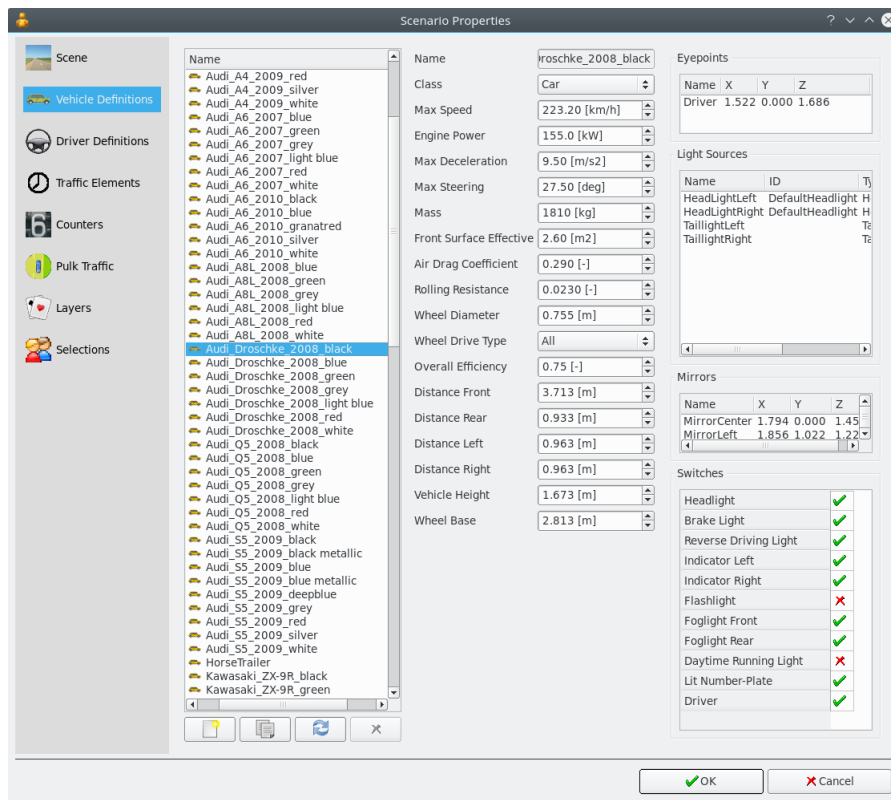 Scenario Properties
Scene
Vehicle Definitions
Driver Definitions
Traffic Elements
Counters
Pulk Traffic
Layers
Selections
Name
Audi_A4_2009_red
Audi_A4_2009_silver
Audi_A4_2009_white
Audi_A6_2007_blue
Audi_A6_2007_green
Audi_A6_2007_grey
Audi_A6_2007_light blue
Audi_A6_2007_red
Audi_A6_2007_white
Audi_A6_2010_black
Audi_A6_2010_blue
Audi_A6_2010_granatred
Audi_A6_2010_silver
Audi_A6_2010_white
Audi_A8L_2008_blue
Audi_A8L_2008_green
Audi_A8L_2008_grey
Audi_A8L_2008_light blue
Audi_A8L_2008_red
Audi_A8L_2008_white
Audi_Droschke_2008_black
Audi_Droschke_2008_blue
Audi_Droschke_2008_green
Audi_Droschke_2008_grey
Audi_Droschke_2008_light blue
Audi_Droschke_2008_red
Audi_Droschke_2008_white
Audi_Q5_2008_black
Audi_Q5_2008_blue
Audi_Q5_2008_green
Audi_Q5_2008_grey
Audi_Q5_2008_light blue
Audi_Q5_2008_red
Audi_Q5_2008_white
Audi_S5_2009_black
Audi_S5_2009_black metallic
Audi_S5_2009_blue
Audi_S5_2009_blue metallic
Audi_S5_2009_deepblue
Audi_S5_2009_grey
Audi_S5_2009_red
Audi_S5_2009_silver
Audi_S5_2009_white
HorseTrailer
Kawasaki_ZX-9R_black
Kawasaki_ZX-9R_green
Name roschke_2008_black
Class Car
Max Speed 223.20 [km/h]
Engine Power 155.0 [kW]
Max Deceleration 9.50 [m/s2]
Max Steering 27.50 [deg]
Mass 1810 [kg]
Front Surface Effective 2.60 [m2]
Air Drag Coefficient 0.290 [-]
Rolling Resistance 0.0230 [-]
Wheel Diameter 0.755 [m]
Wheel Drive Type All
Overall Efficiency 0.75 [-]
Distance Front 3.713 [m]
Distance Rear 0.933 [m]
Distance Left 0.963 [m]
Distance Right 0.963 [m]
Vehicle Height 1.673 [m]
Wheel Base 2.813 [m]
Eyepoints
Name X Y Z
Driver 1.522 0.000 1.686
Light Sources
Name ID Ty
HeadLightLeft DefaultHeadlight H
HeadLightRight DefaultHeadlight H
TaillightLeft Ta
TaillightRight Ta
Mirrors
Name X Y Z
MirrorCenter 1.794 0.000 1.45
MirrorLeft 1.856 1.022 1.22
Switches
Headlight
Brake Light
Reverse Driving Light
Indicator Left
Indicator Right
Flashlight
Foglight Front
Foglight Rear
Daytime Running Light
Lit Number-Plate
Driver
OK
Cancel